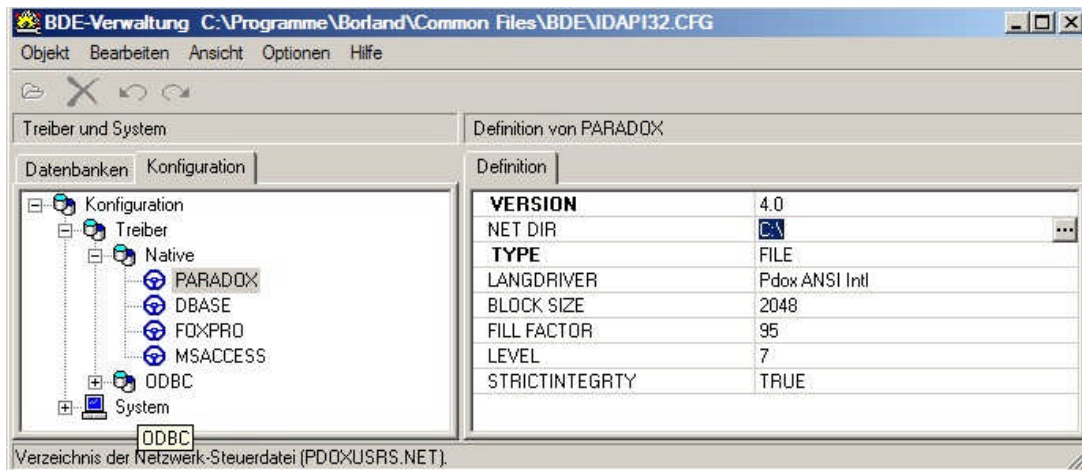 BDE-Verwaltung C:\Programme\Borland\Common Files\BDE\IDAPI32.CFG
Objekt Bearbeiten Ansicht Optionen Hilfe
Treiber und System
Definition von PARADOX
Datenbanken Konfiguration
Definition
Konfiguration
Treiber
Native
PARADOX
DBASE
FOXPRO
MSACCESS
ODBC
System
ODBC
VERSION 4.0
NET DIR C:\ ...
TYPE FILE
LANGDRIVER Pdox ANSI Intl
BLOCK SIZE 2048
FILL FACTOR 95
LEVEL 7
STRICTINTEGRTY TRUE
Verzeichnis der Netzwerk-Steuerdatei (PDOXUSRS.NET).